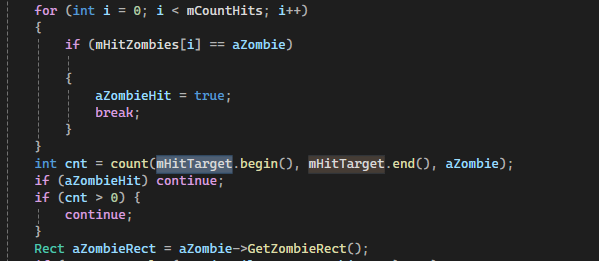 for (int i = 0; i < mCountHits; i++)
{
if (mHitZombies[i] == aZombie)
{
aZombieHit = true;
break;
}
}
int cnt = count(mHitTarget.begin(), mHitTarget.end(), aZombie);
if (aZombieHit) continue;
if (cnt > 0) {
continue;
}
Rect aZombieRect = aZombie->GetZombieRect();